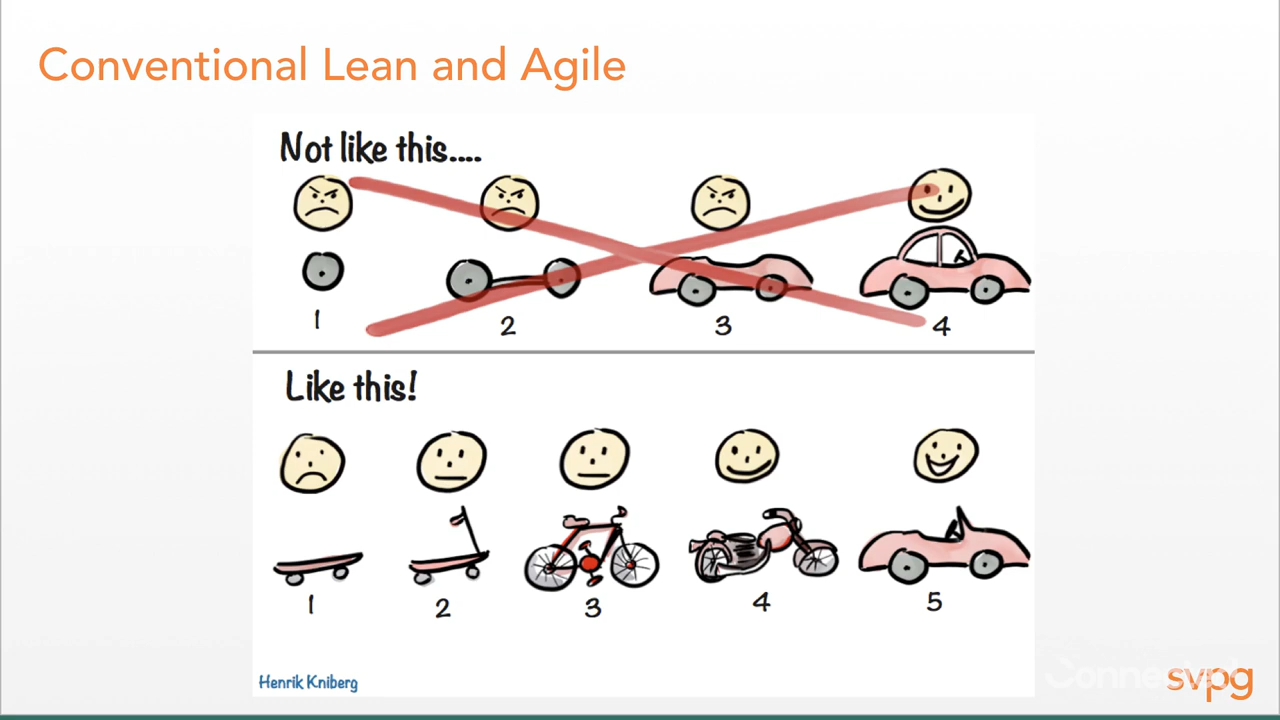 Conventional Lean and Agile
Not like this....
1 2 3 4
Like this!
1 2 3 4 5
Henrik Kniberg
svpg